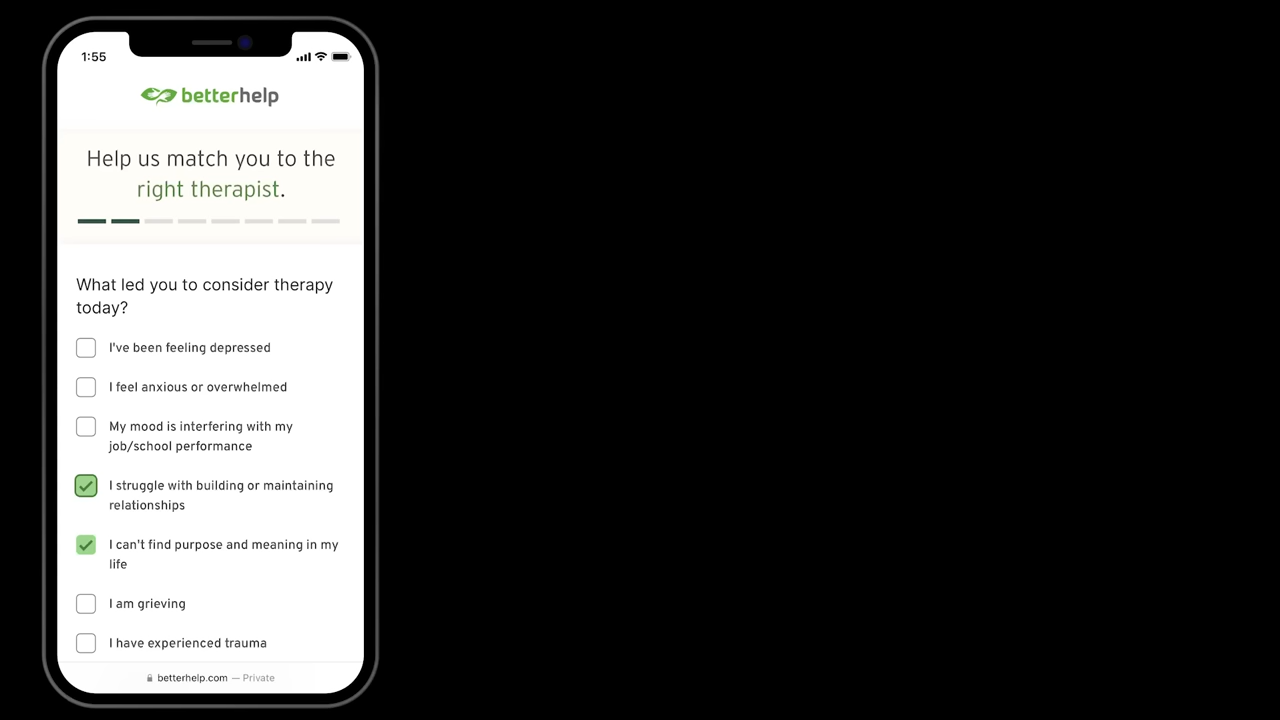 1:55
betterhelp
Help us match you to the
right therapist.
What led you to consider therapy
today?
I've been feeling depressed
I feel anxious or overwhelmed
My mood is interfering with my
job/school performance
I struggle with building or maintaining
relationships
I can't find purpose and meaning in my
life
I am grieving
I have experienced trauma
betterhelp.com — Private